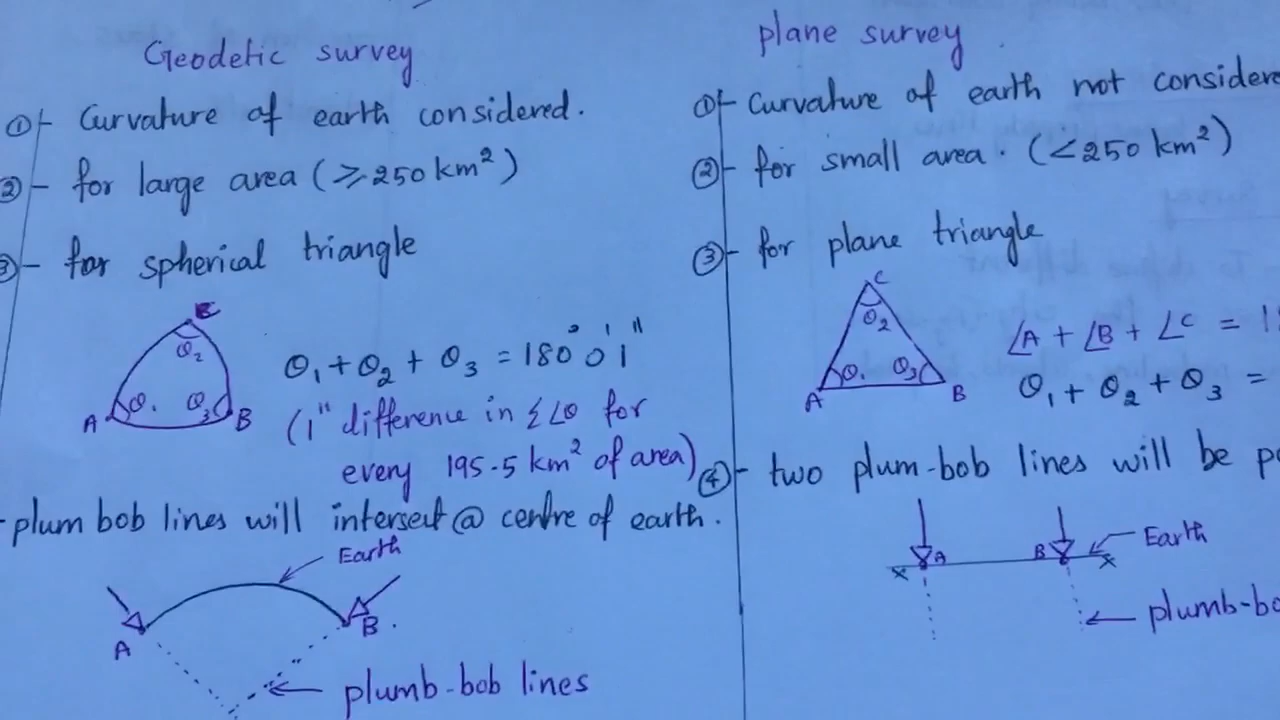 Geodetic survey
① - Curvature of earth considered.
② - for large area (≥250 km²)
③ - for spherical triangle
C
θ₂
A θ₁ θ₃ B
θ₁ + θ₂ + θ₃ = 180° 0' 1"
(1" difference in ΣLθ for
every 195.5 km² of area)
- plum bob lines will intersect @ centre of earth.
Earth
A
B.
plumb-bob lines
plane survey
① - Curvature of earth not consider
② - for small area. (<250 km²)
③ - for plane triangle
C
θ₂
A θ₁ θ₃ B
∠A + ∠B + ∠C =
θ₁ + θ₂ + θ₃ =
④ - two plum-bob lines will be
x A B x
Earth
plumb-bo